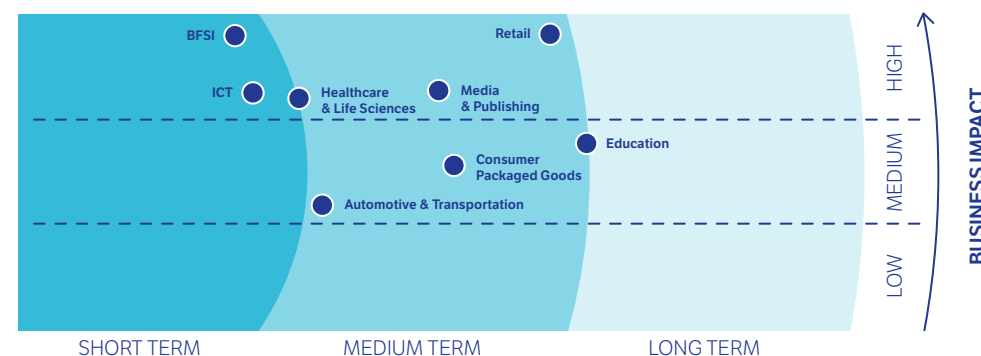 BFSI
Retail
ICT
Healthcare
& Life Sciences
Media
& Publishing
Education
Consumer
Packaged Goods
Automotive & Transportation
HIGH
MEDIUM
LOW
BUSINESS IMPACT
SHORT TERM
MEDIUM TERM
LONG TERM